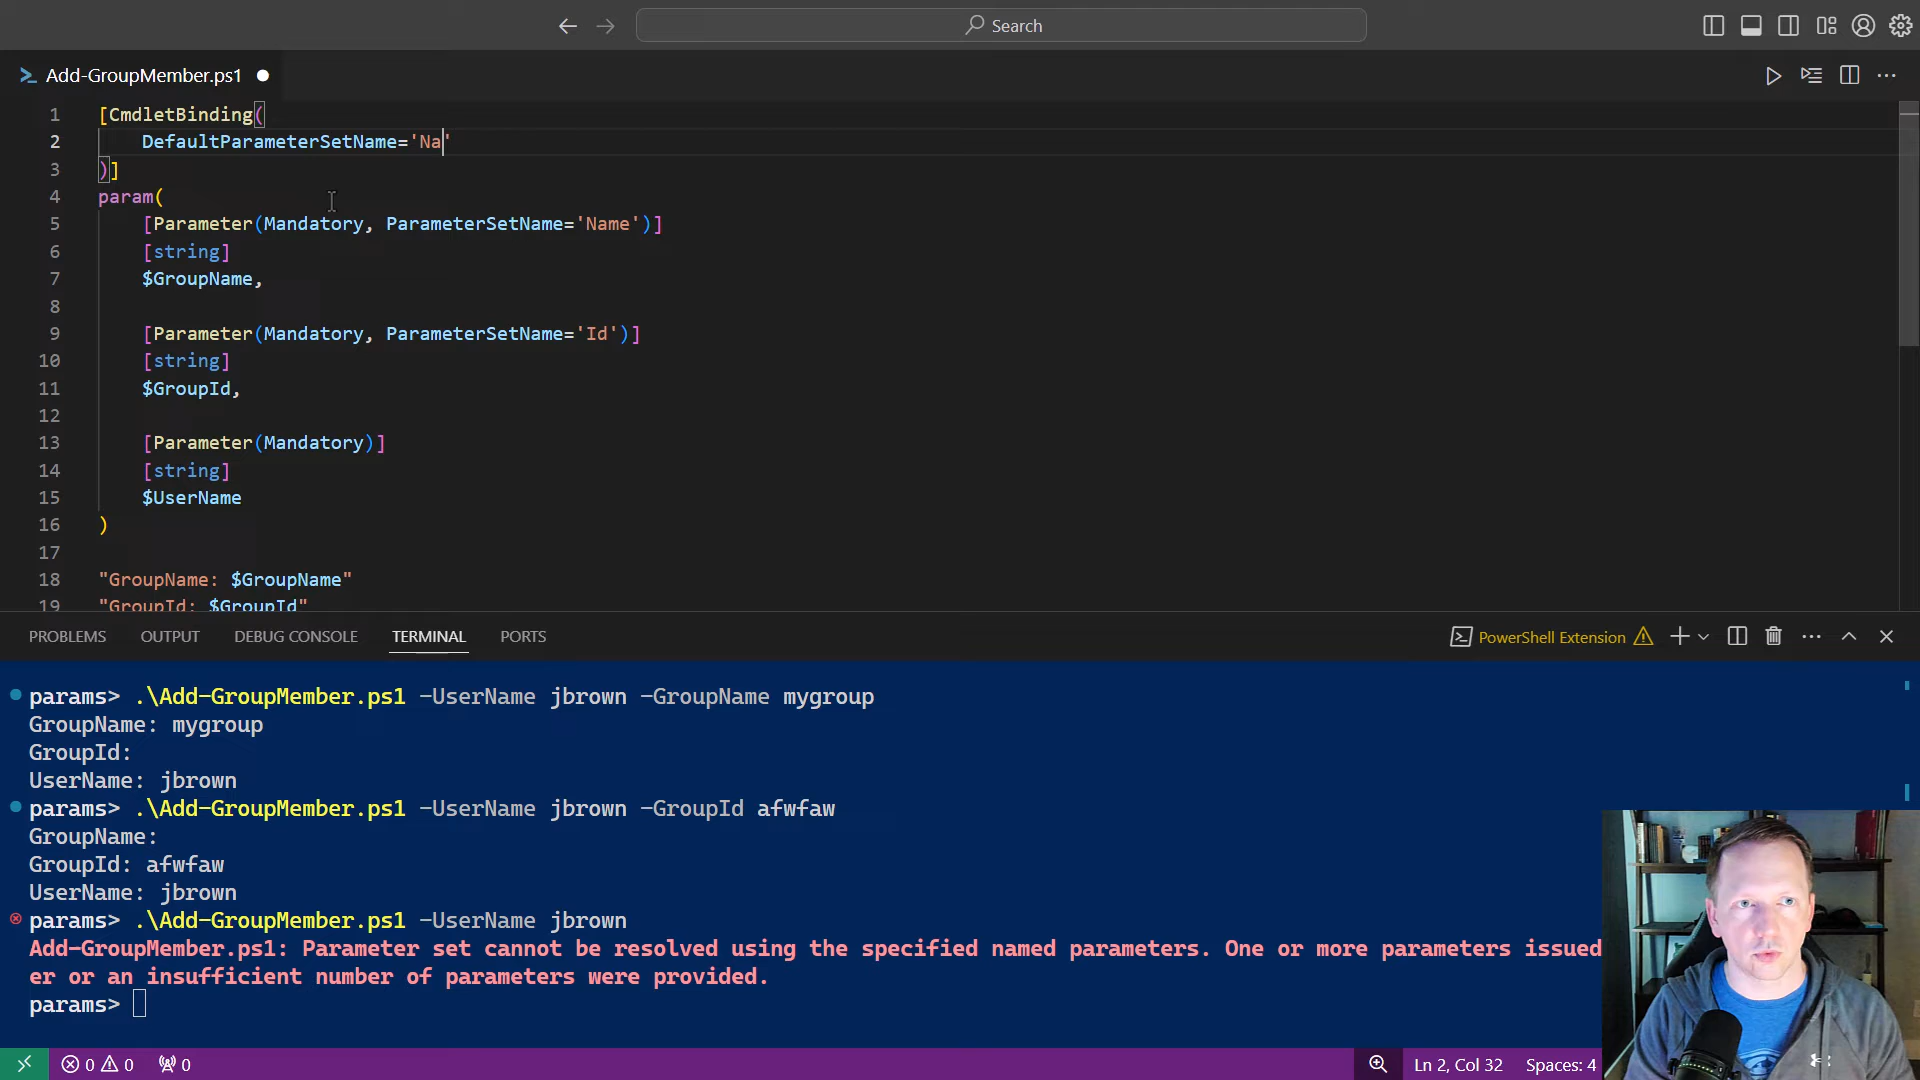 Search
Add-GroupMember.ps1
1 [CmdletBinding(
2 DefaultParameterSetName='Na'
3 )]
4 param(
5 [Parameter(Mandatory, ParameterSetName='Name')]
6 [string]
7 $GroupName,
8
9 [Parameter(Mandatory, ParameterSetName='Id')]
10 [string]
11 $GroupId,
12
13 [Parameter(Mandatory)]
14 [string]
15 $UserName
16 )
17
18 "GroupName: $GroupName"
19 "GroupId: $GroupId"
PROBLEMS OUTPUT DEBUG CONSOLE TERMINAL PORTS PowerShell Extension
params> .\Add-GroupMember.ps1 -UserName jbrown -GroupName mygroup
GroupName: mygroup
GroupId:
UserName: jbrown
params> .\Add-GroupMember.ps1 -UserName jbrown -GroupId afwfaw
GroupName:
GroupId: afwfaw
UserName: jbrown
params> .\Add-GroupMember.ps1 -UserName jbrown
Add-GroupMember.ps1: Parameter set cannot be resolved using the specified named parameters. One or more parameters issued
er or an insufficient number of parameters were provided.
params>
0 0 0 Ln 2, Col 32 Spaces: 4